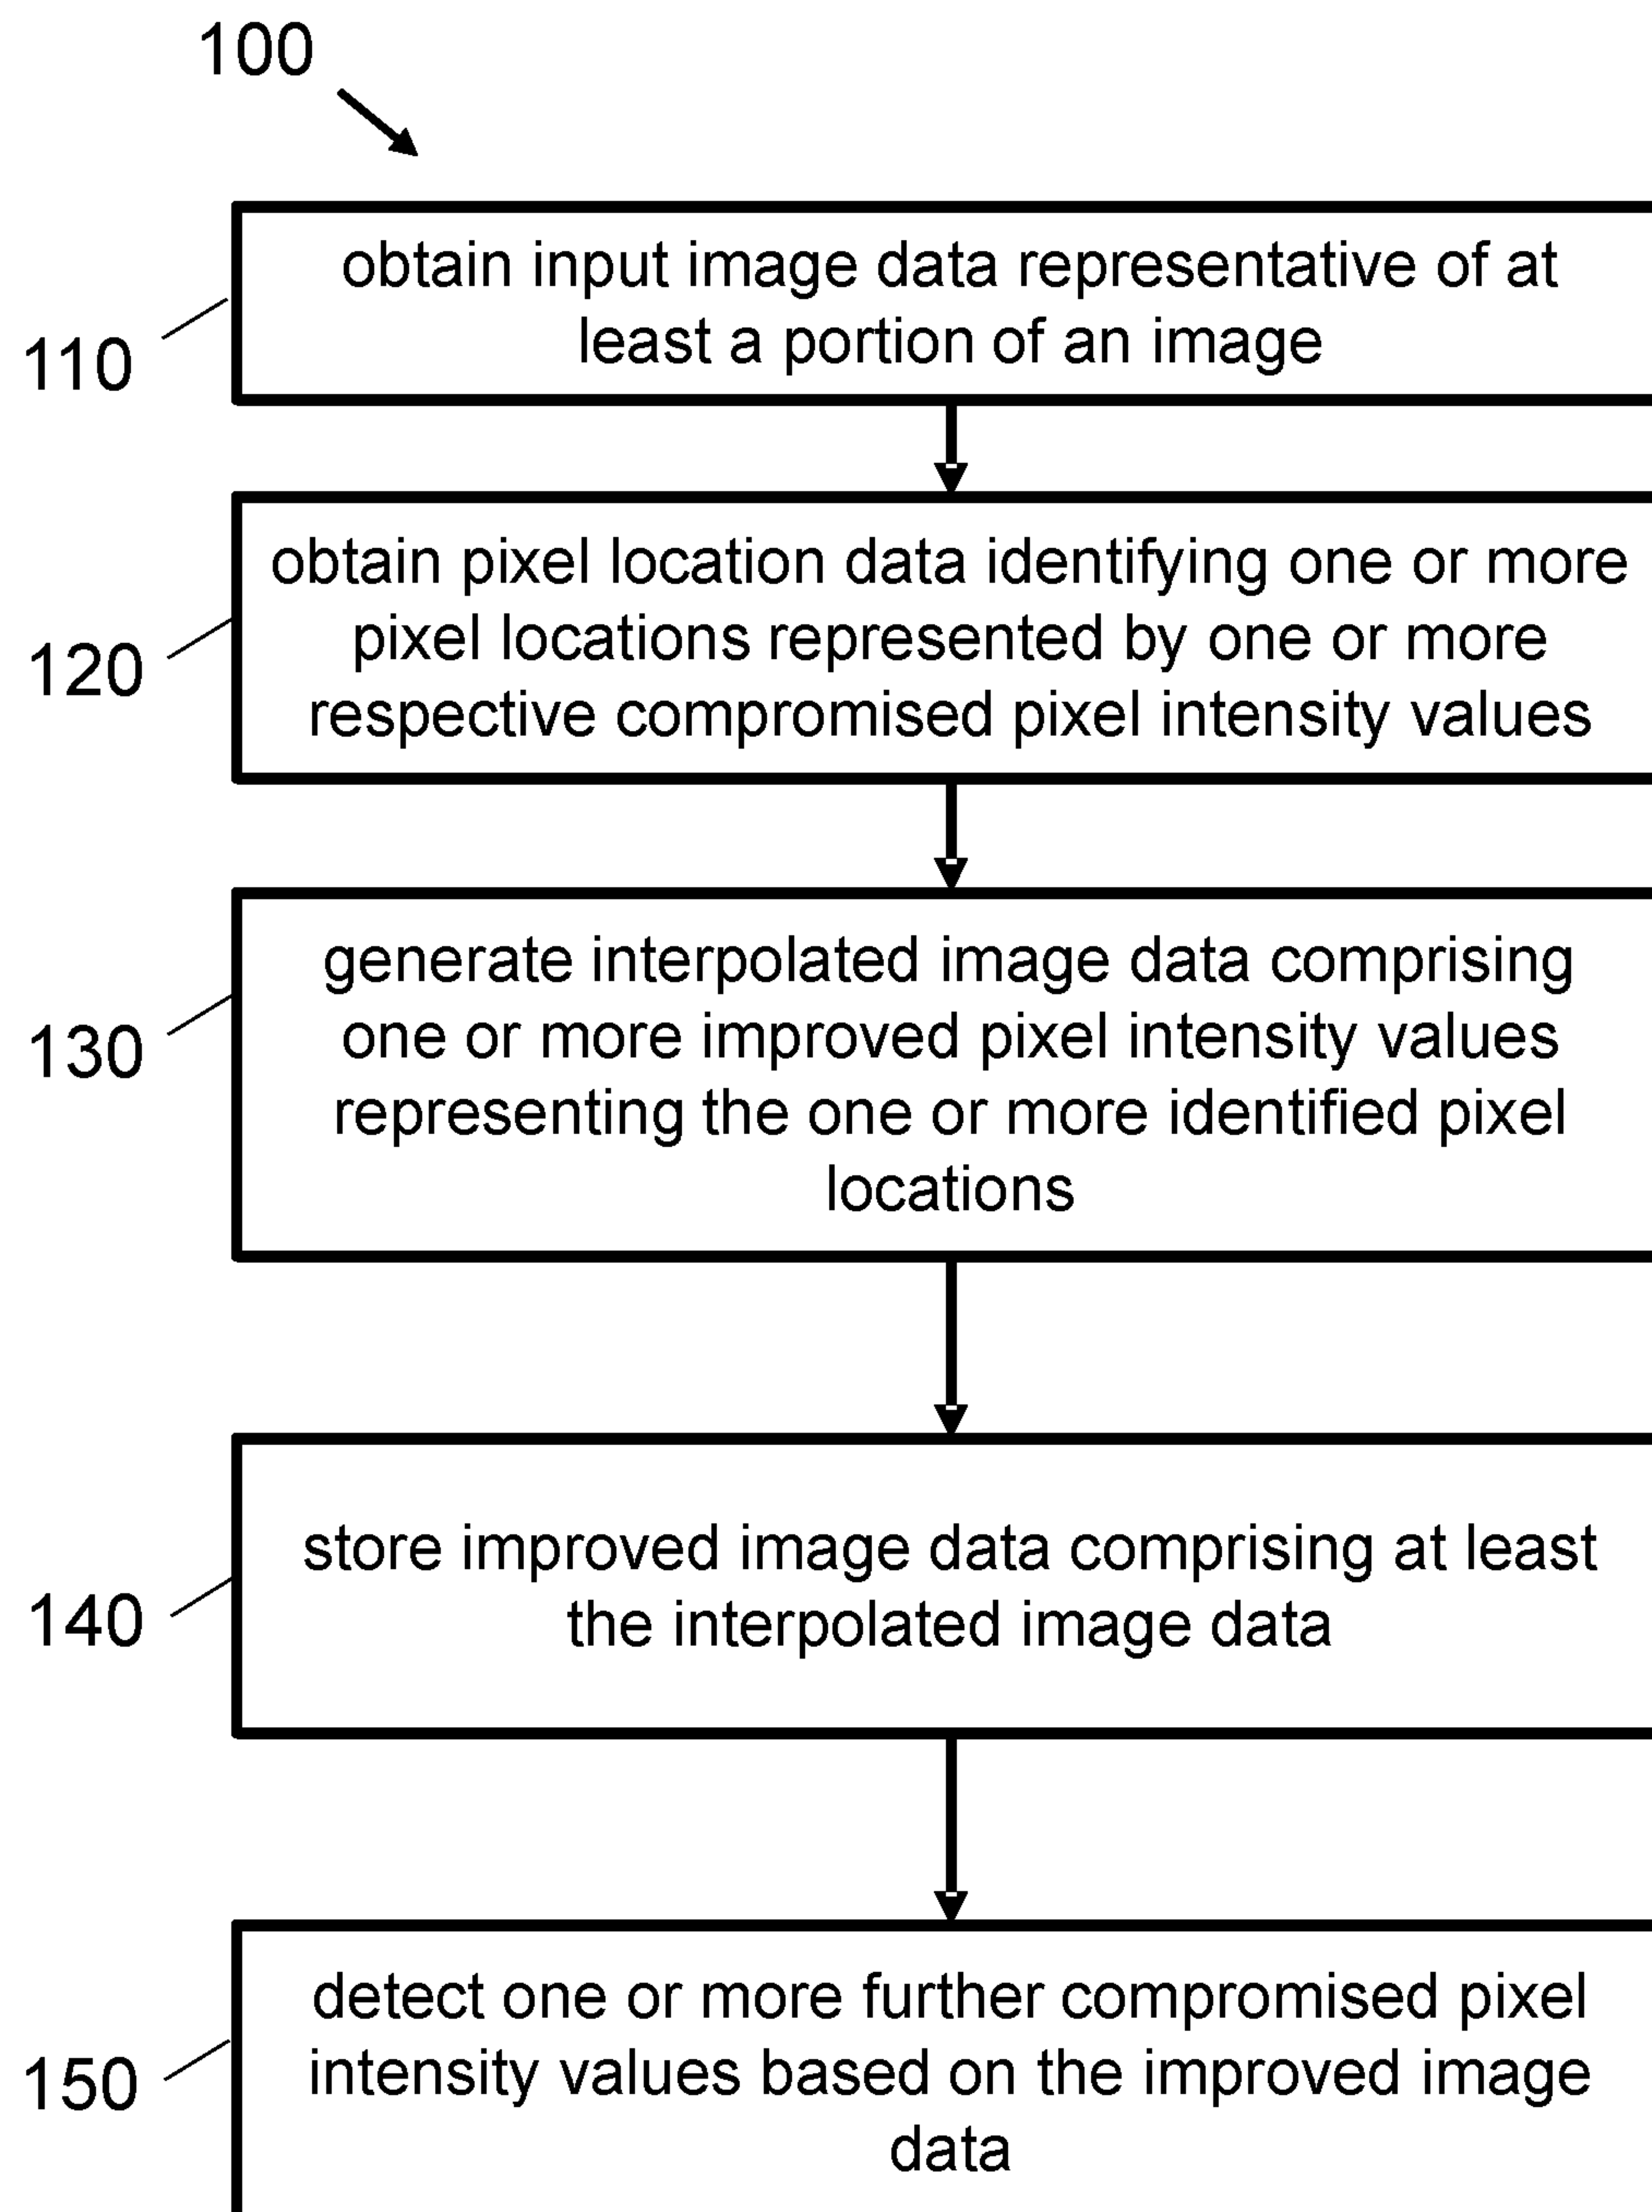 100
110
obtain input image data representative of at
least a portion of an image
120
obtain pixel location data identifying one or more
pixel locations represented by one or more
respective compromised pixel intensity values
130
generate interpolated image data comprising
one or more improved pixel intensity values
representing the one or more identified pixel
locations
140
store improved image data comprising at least
the interpolated image data
150
detect one or more further compromised pixel
intensity values based on the improved image
data